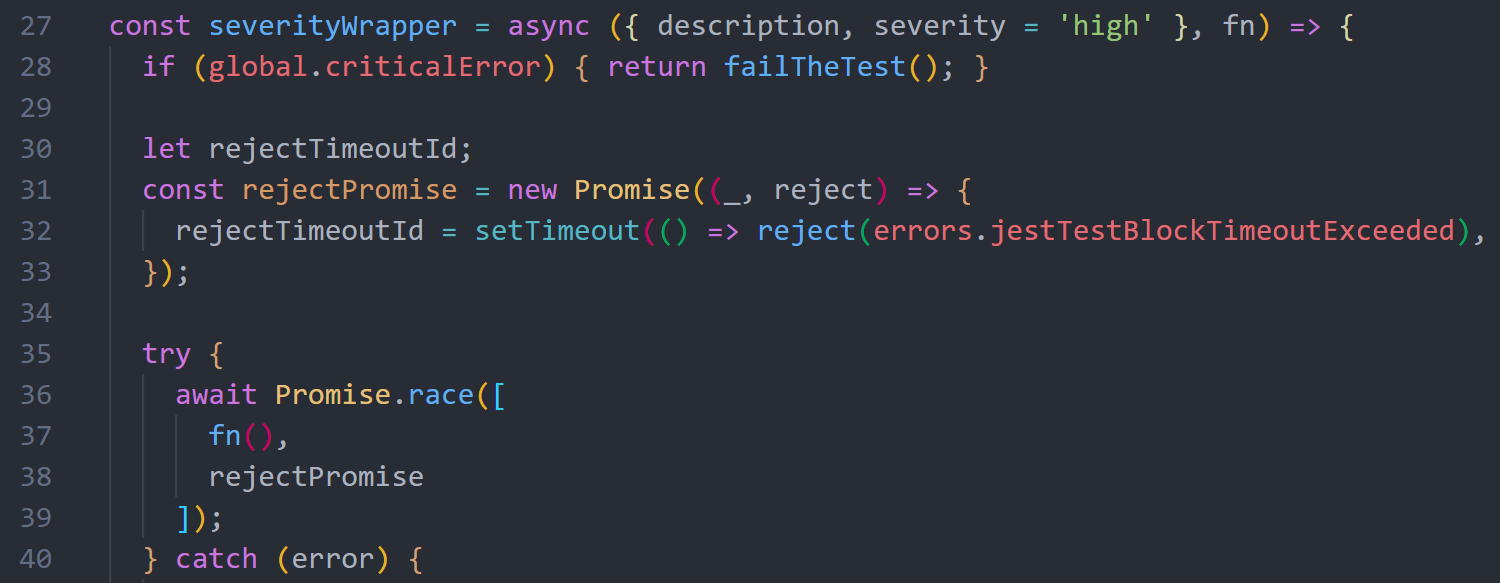 27 const severityWrapper = async ({ description, severity = 'high' }, fn) => {
28   if (global.criticalError) { return failTheTest(); }
29
30   let rejectTimeoutId;
31   const rejectPromise = new Promise((_, reject) => {
32     rejectTimeoutId = setTimeout(() => reject(errors.jestTestBlockTimeoutExceeded),
33   });
34
35   try {
36     await Promise.race([
37       fn(),
38       rejectPromise
39     ]);
40   } catch (error) {